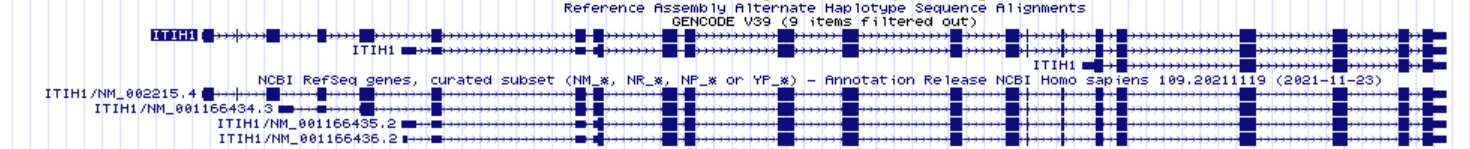 Reference Assembly Alternate Haplotype Sequence Alignments
GENCODE V39 (9 items filtered out)
ITIH1
ITIH1
ITIH1
NCBI RefSeq genes, curated subset (NM_*, NR_*, NP_* or YP_*) - Annotation Release NCBI Homo sapiens 109.20211119 (2021-11-23)
ITIH1/NM_002215.4
ITIH1/NM_001166434.3
ITIH1/NM_001166435.2
ITIH1/NM_001166436.2